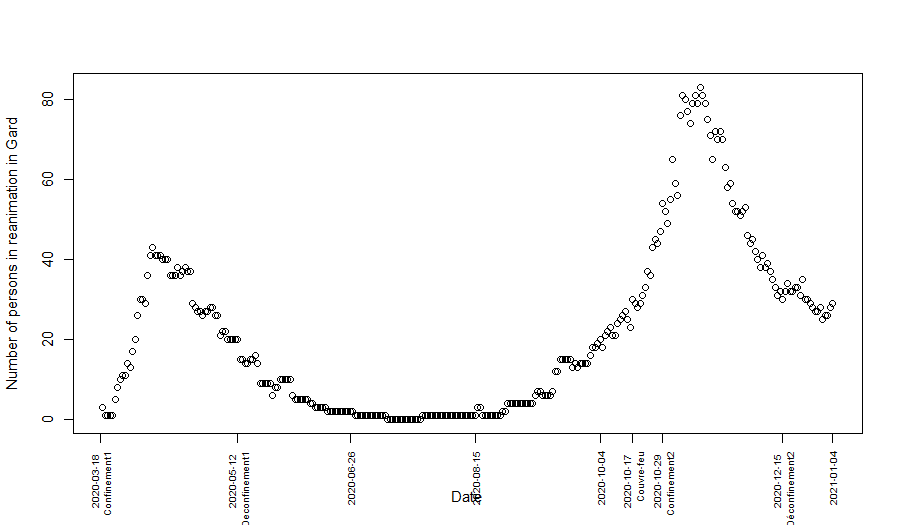 Number of persons in reanimation in Gard
0
20
40
60
80
2020-03-18
Confinement1
2020-05-12
Déconfinement1
2020-06-26
2020-08-15
2020-10-04
2020-10-17
Couvre-feu
2020-10-29
Confinement2
2020-12-15
Déconfinement2
2021-01-04
Date